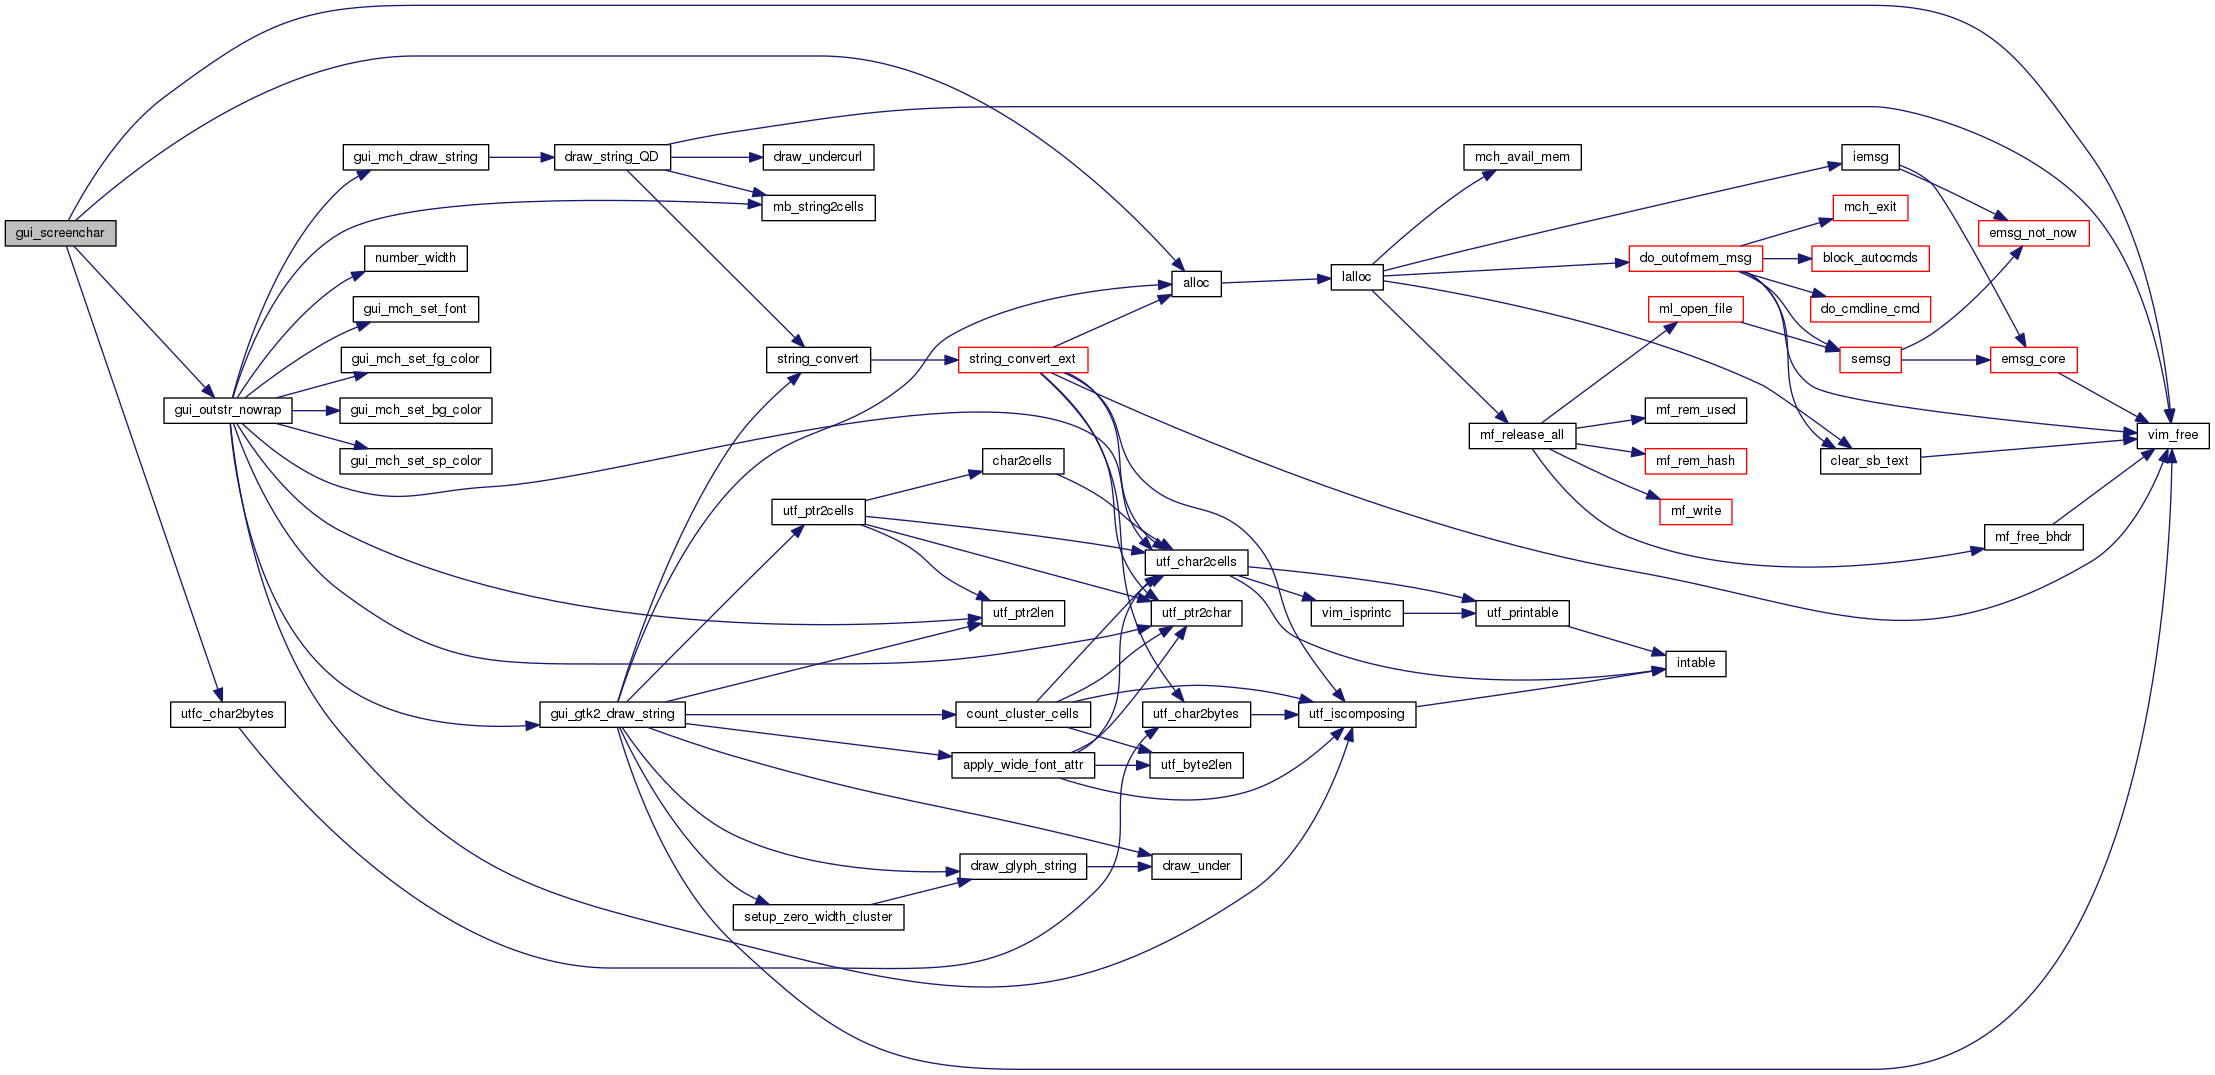 gui_screenchar
gui_mch_draw_string
draw_string_QD
draw_undercurl
mb_string2cells
number_width
gui_mch_set_font
gui_mch_set_fg_color
gui_mch_set_bg_color
gui_mch_set_sp_color
gui_outstr_nowrap
utfc_char2bytes
string_convert
string_convert_ext
alloc
lalloc
mch_avail_mem
iemsg
mch_exit
emsg_not_now
do_outofmem_msg
block_autocmds
ml_open_file
do_cmdline_cmd
semsg
emsg_core
mf_rem_used
mf_release_all
vim_free
mf_rem_hash
clear_sb_text
mf_write
mf_free_bhdr
char2cells
utf_ptr2cells
utf_char2cells
utf_ptr2len
utf_ptr2char
vim_isprintc
utf_printable
intable
gui_gtk2_draw_string
count_cluster_cells
utf_char2bytes
utf_iscomposing
apply_wide_font_attr
utf_byte2len
draw_glyph_string
draw_under
setup_zero_width_cluster